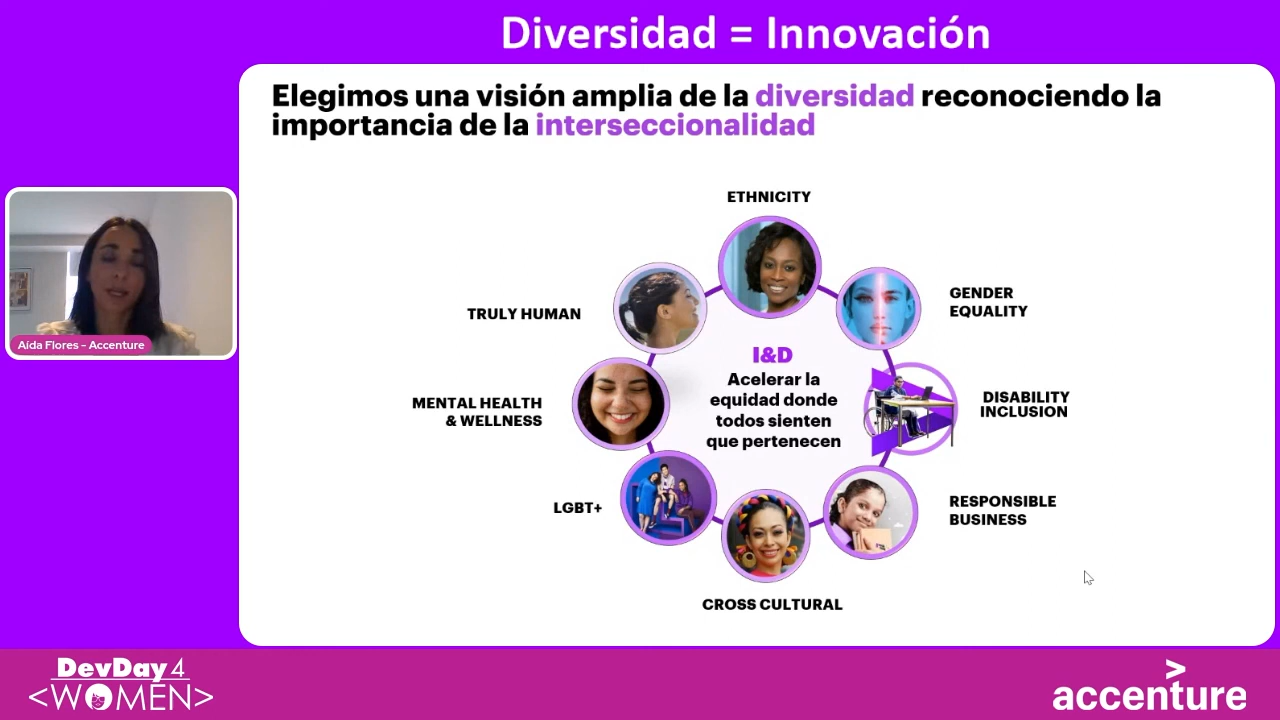 Diversidad = Innovación
Elegimos una visión amplia de la diversidad reconociendo la
importancia de la interseccionalidad
ETHNICITY
TRULY HUMAN
GENDER
EQUALITY
I&D
Acelerar la
equidad donde
todos sienten
que pertenecen
MENTAL HEALTH
& WELLNESS
DISABILITY
INCLUSION
LGBT+
RESPONSIBLE
BUSINESS
CROSS CULTURAL
Aída Flores – Accenture
DevDay4
<WOMEN>
accenture